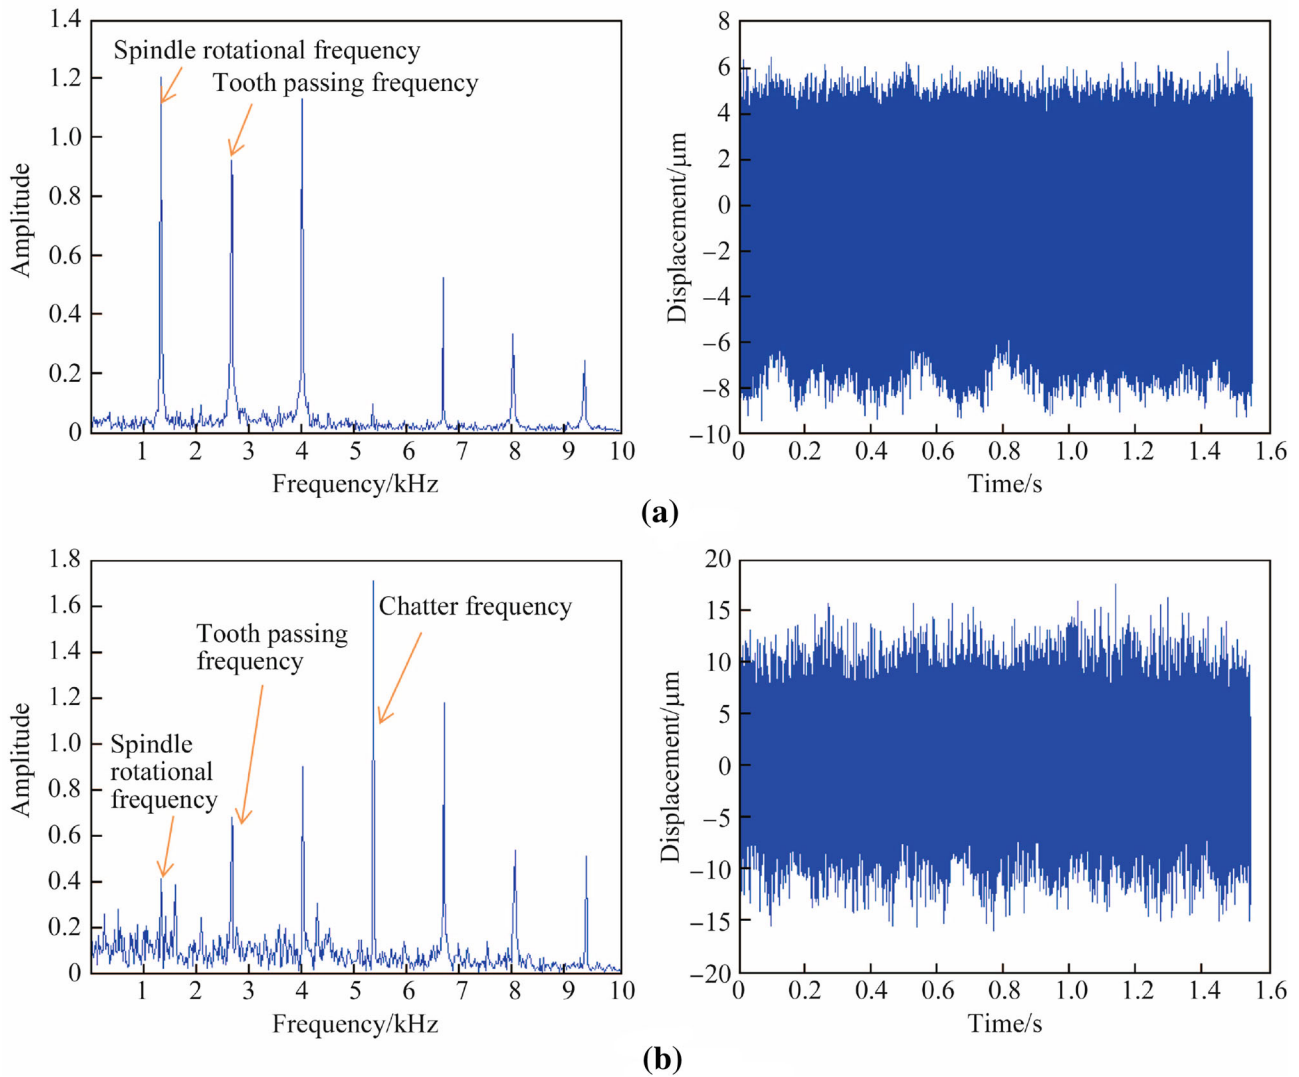 1.4
1.2
1.0
0.8
0.6
0.4
0.2
0
Amplitude
Spindle rotational frequency
Tooth passing frequency
1 2 3 4 5 6 7 8 9 10
Frequency/kHz
8
6
4
2
0
−2
−4
−6
−8
−10
Displacement/μm
0 0.2 0.4 0.6 0.8 1.0 1.2 1.4 1.6
Time/s
(a)
1.8
1.6
1.4
1.2
1.0
0.8
0.6
0.4
0.2
0
Amplitude
Chatter frequency
Tooth passing
frequency
Spindle
rotational
frequency
1 2 3 4 5 6 7 8 9 10
Frequency/kHz
20
15
10
5
0
−5
−10
−15
−20
Displacement/μm
0 0.2 0.4 0.6 0.8 1.0 1.2 1.4 1.6
Time/s
(b)